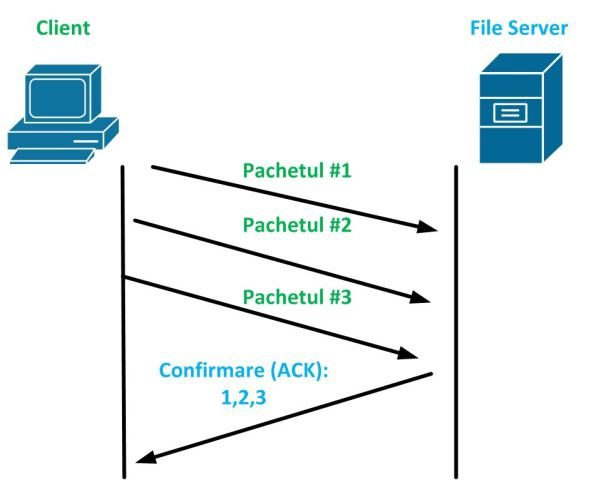 Client
File Server
Pachetul #1
Pachetul #2
Pachetul #3
Confirmare (ACK):
1,2,3